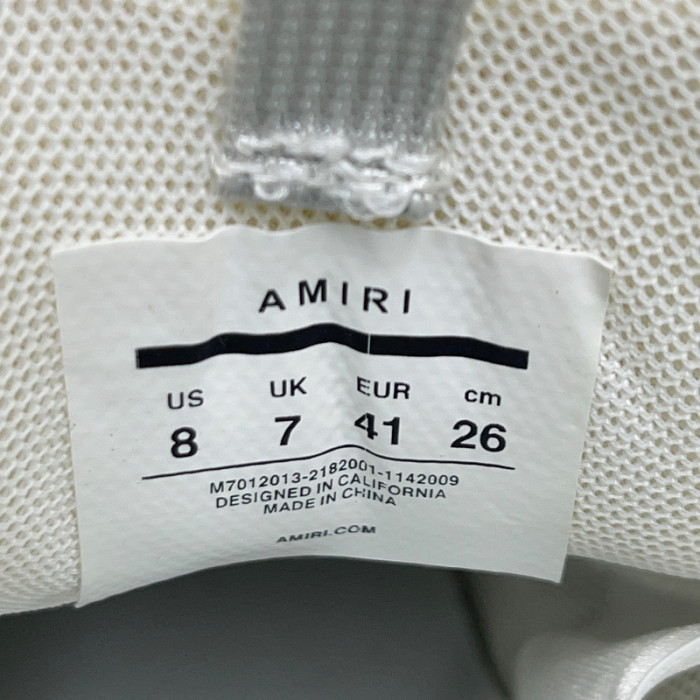 AMIRI
US UK EUR cm
8 7 41 26
M7012013-2182001-1142009
DESIGNED IN CALIFORNIA
MADE IN CHINA
AMIRI.COM